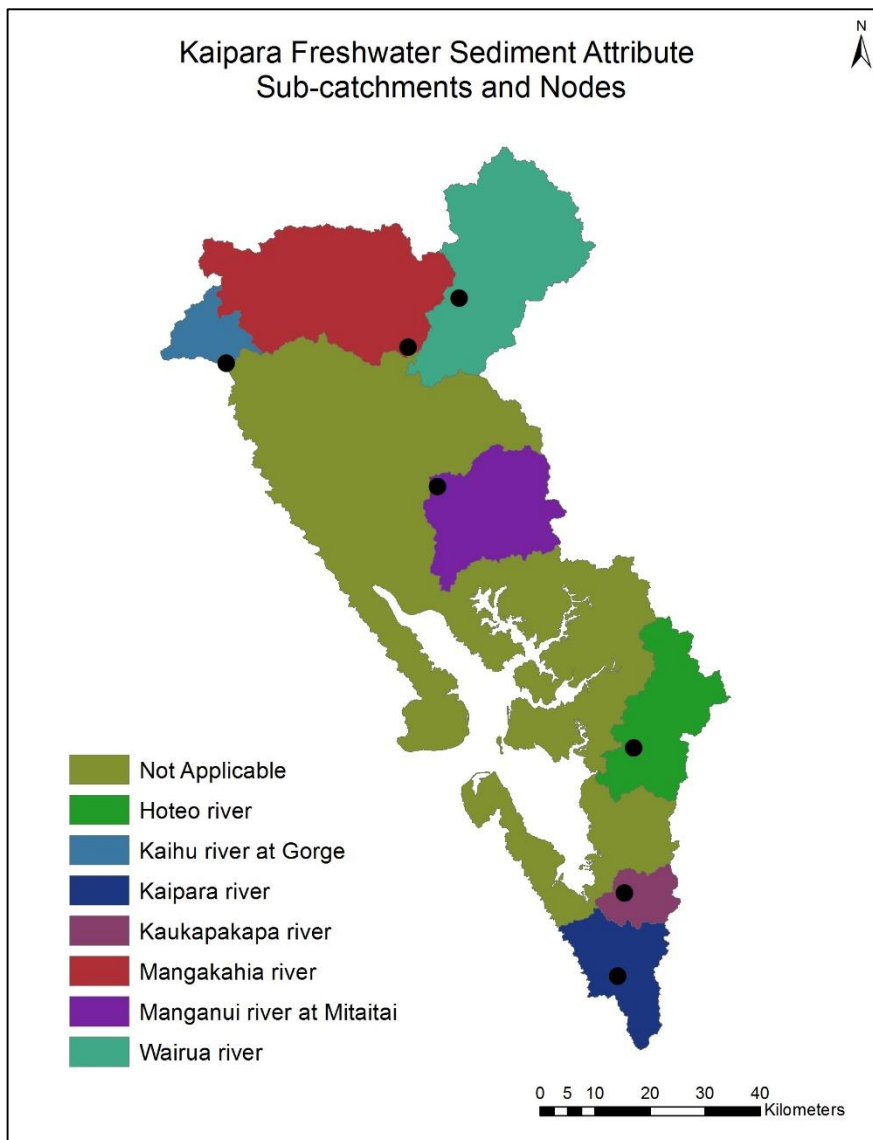 N
Kaipara Freshwater Sediment Attribute
Sub-catchments and Nodes
Not Applicable
Hoteo river
Kaihu river at Gorge
Kaipara river
Kaukapakapa river
Mangakahia river
Manganui river at Mitaitai
Wairua river
0 5 10 20 30 40
Kilometers